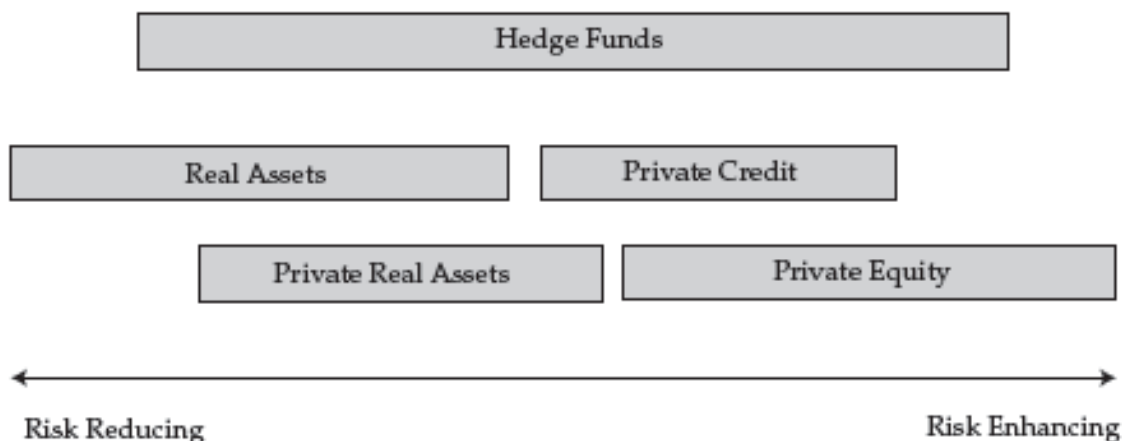 Hedge Funds
Real Assets
Private Credit
Private Real Assets
Private Equity
Risk Reducing
Risk Enhancing